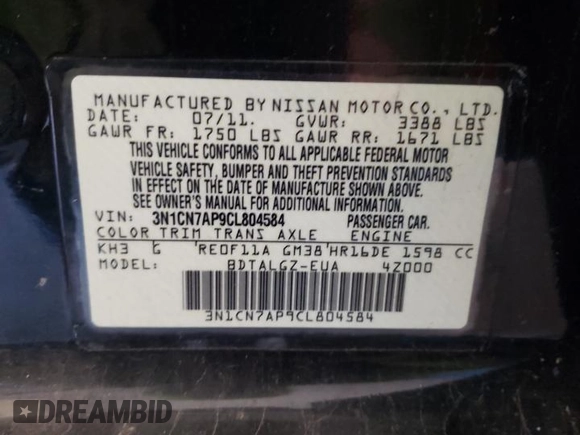 MANUFACTURED BY NISSAN MOTOR CO., LTD.
DATE: 07/11. GVWR: 3388 LBS
GAWR FR: 1750 LBS GAWR RR: 1671 LBS
THIS VEHICLE CONFORMS TO ALL APPLICABLE FEDERAL MOTOR
VEHICLE SAFETY, BUMPER AND THEFT PREVENTION STANDARDS
IN EFFECT ON THE DATE OF MANUFACTURE SHOWN ABOVE.
SEE OWNER'S MANUAL FOR ADDITIONAL INFORMATION.
VIN: 3N1CN7AP9CL804584 PASSENGER CAR.
COLOR TRIM TRANS AXLE ENGINE
KH3 G RE0F11A GM38 HR16DE 1598 CC
MODEL: BDTALGZ-EUA 4Z000
3N1CN7AP9CL804584
DREAMBID